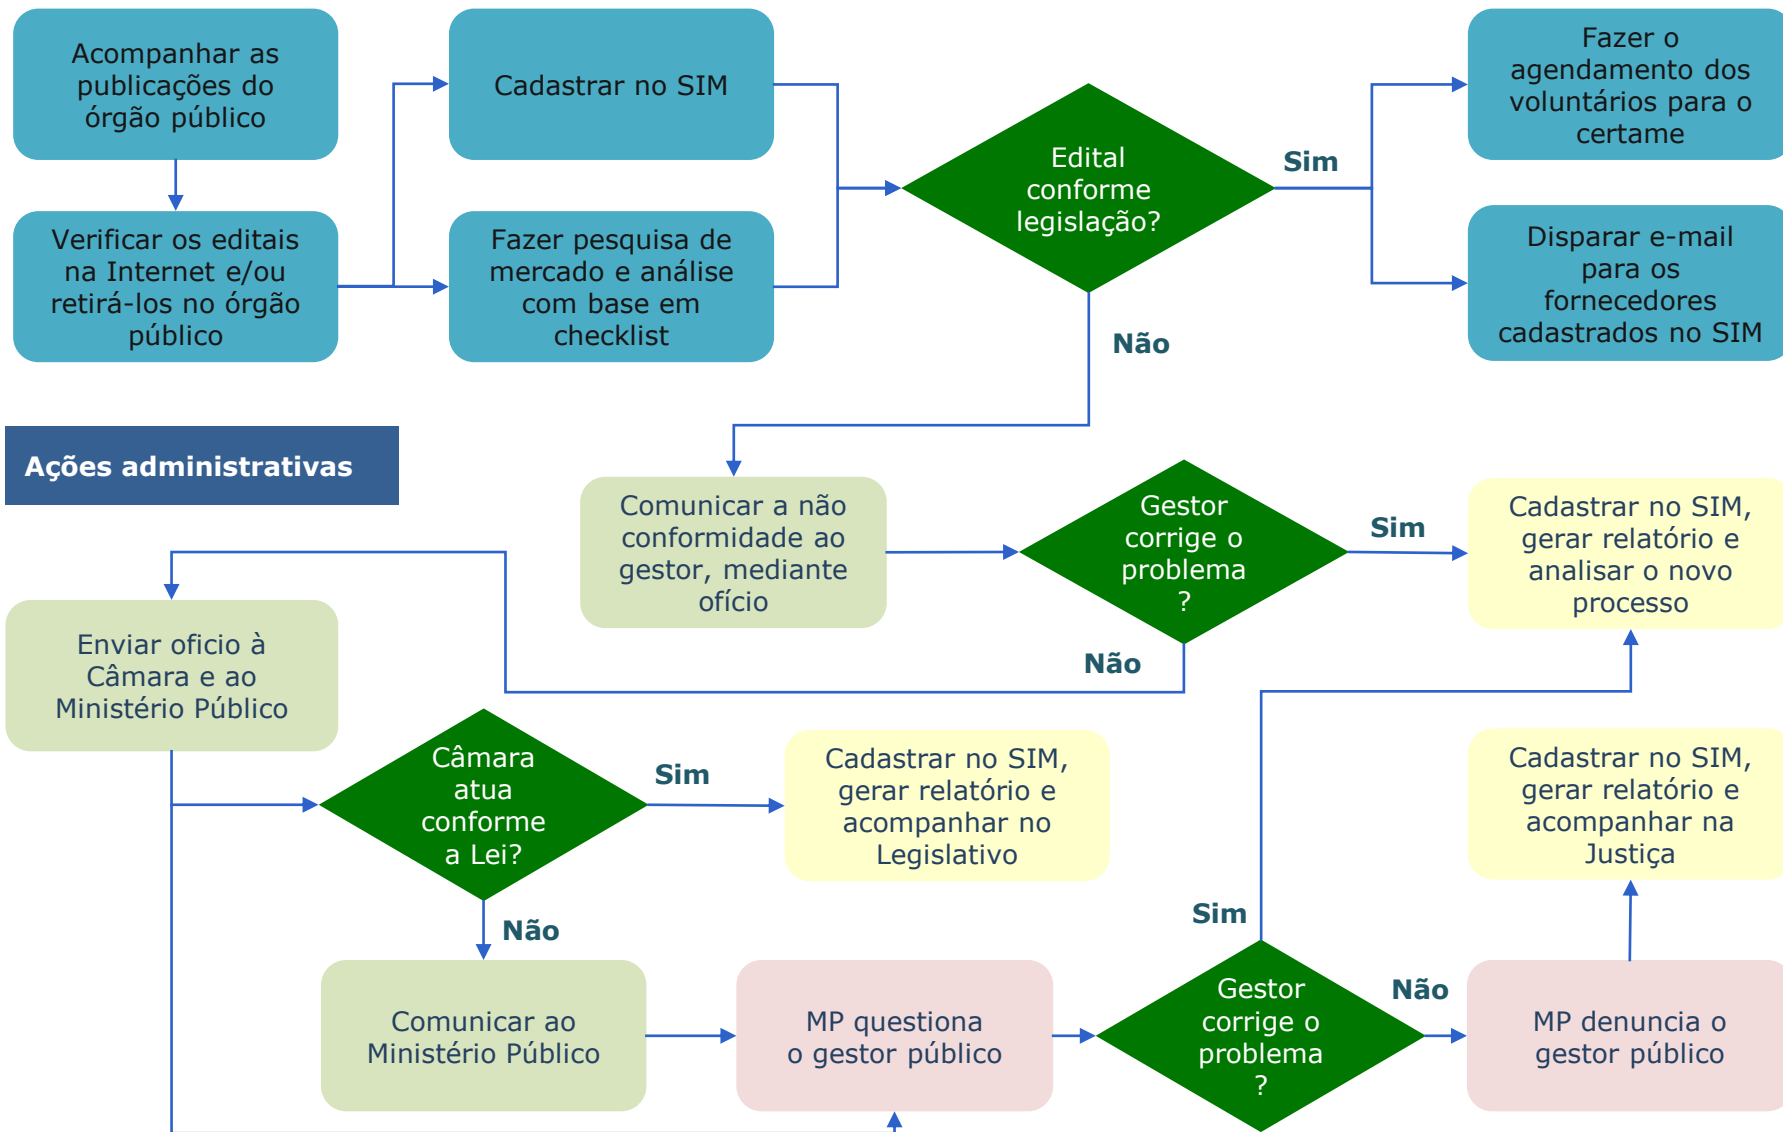 Acompanhar as
publicações do
órgão público
Cadastrar no SIM
Fazer o
agendamento dos
voluntários para o
certame
Edital
conforme
legislação?
Sim
Verificar os editais
na Internet e/ou
retirá-los no órgão
público
Fazer pesquisa de
mercado e análise
com base em
checklist
Disparar e-mail
para os
fornecedores
cadastrados no SIM
Não
Ações administrativas
Comunicar a não
conformidade ao
gestor, mediante
ofício
Gestor
corrige o
problema
?
Sim
Cadastrar no SIM,
gerar relatório e
analisar o novo
processo
Não
Enviar oficio à
Câmara e ao
Ministério Público
Câmara
atua
conforme
a Lei?
Sim
Cadastrar no SIM,
gerar relatório e
acompanhar no
Legislativo
Cadastrar no SIM,
gerar relatório e
acompanhar na
Justiça
Não
Sim
Comunicar ao
Ministério Público
MP questiona
o gestor público
Gestor
corrige o
problema
?
Não
MP denuncia o
gestor público